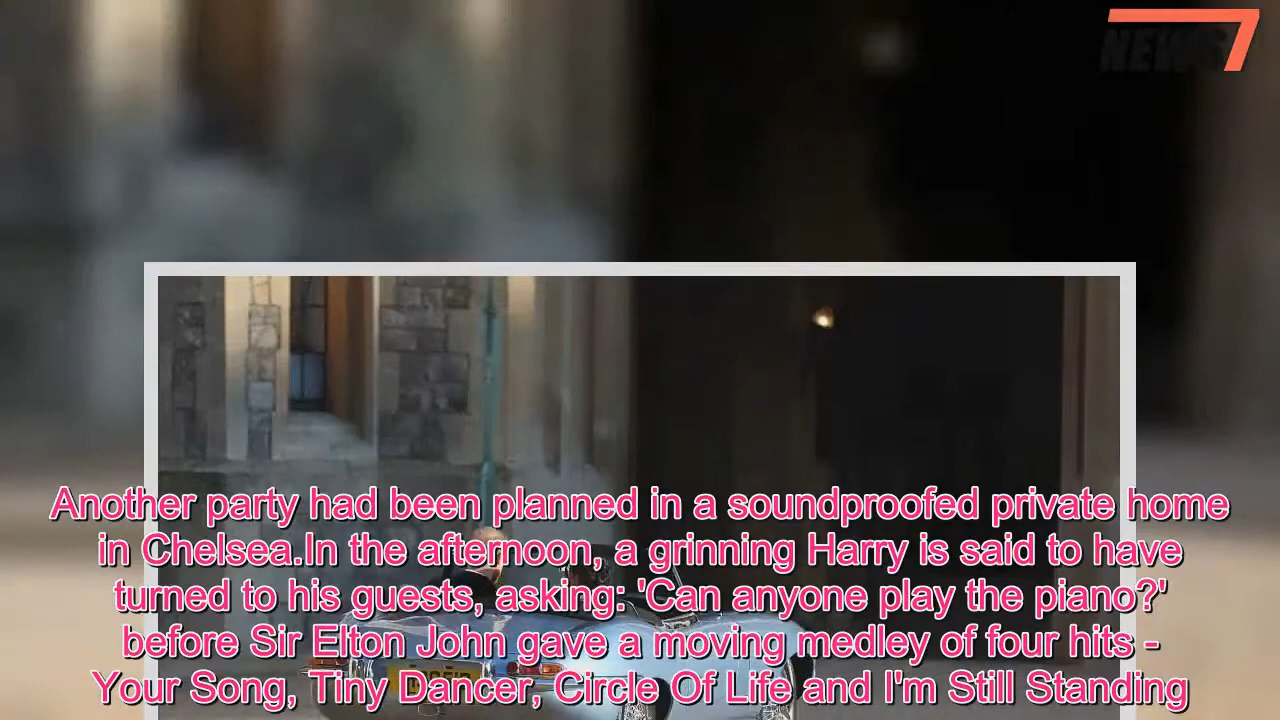 NEWS7
Another party had been planned in a soundproofed private home
in Chelsea.In the afternoon, a grinning Harry is said to have
turned to his guests, asking: 'Can anyone play the piano?'
before Sir Elton John gave a moving medley of four hits -
Your Song, Tiny Dancer, Circle Of Life and I'm Still Standing